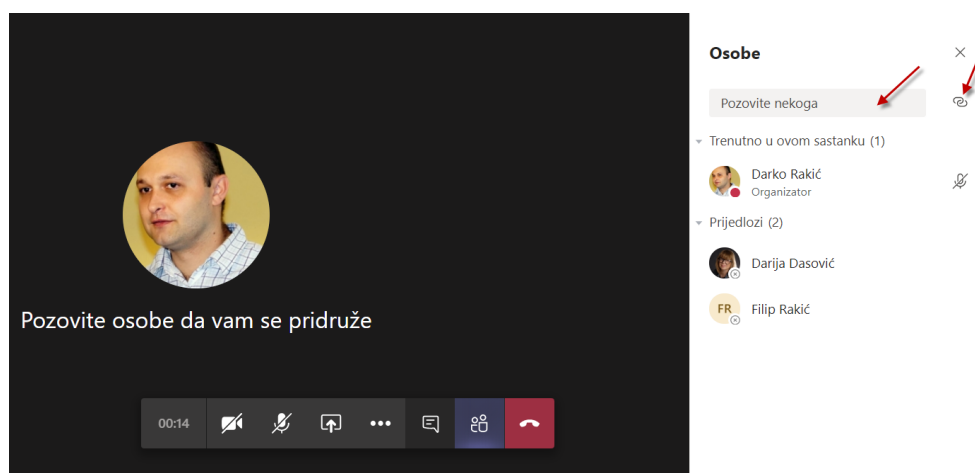 Osobe
Pozovite nekoga
Trenutno u ovom sastanku (1)
Darko Rakić
Organizator
Prijedlozi (2)
Darija Dasović
FR
Filip Rakić
Pozovite osobe da vam se pridruže
00:14